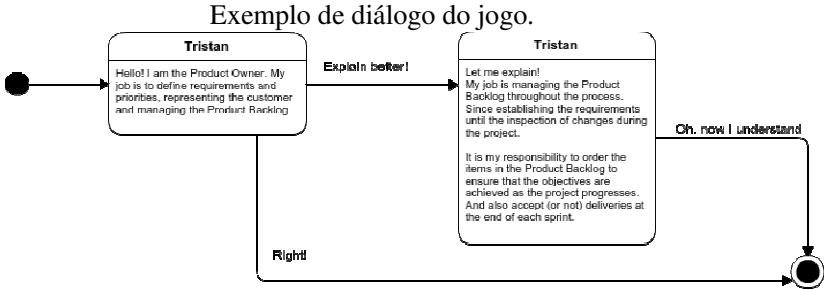 Exemplo de diálogo do jogo.
Tristan
Hello! I am the Product Owner. My
job is to define requirements and
priorities, representing the customer
and managing the Product Backlog
Explain better!
Tristan
Let me explain!
My job is managing the Product
Backlog throughout the process.
Since establishing the requirements
until the inspection of changes during
the project.
It is my responsibility to order the
items in the Product Backlog to
ensure that the objectives are
achieved as the project progresses.
And also accept (or not) deliveries at
the end of each sprint.
Oh, now I understand
Right!